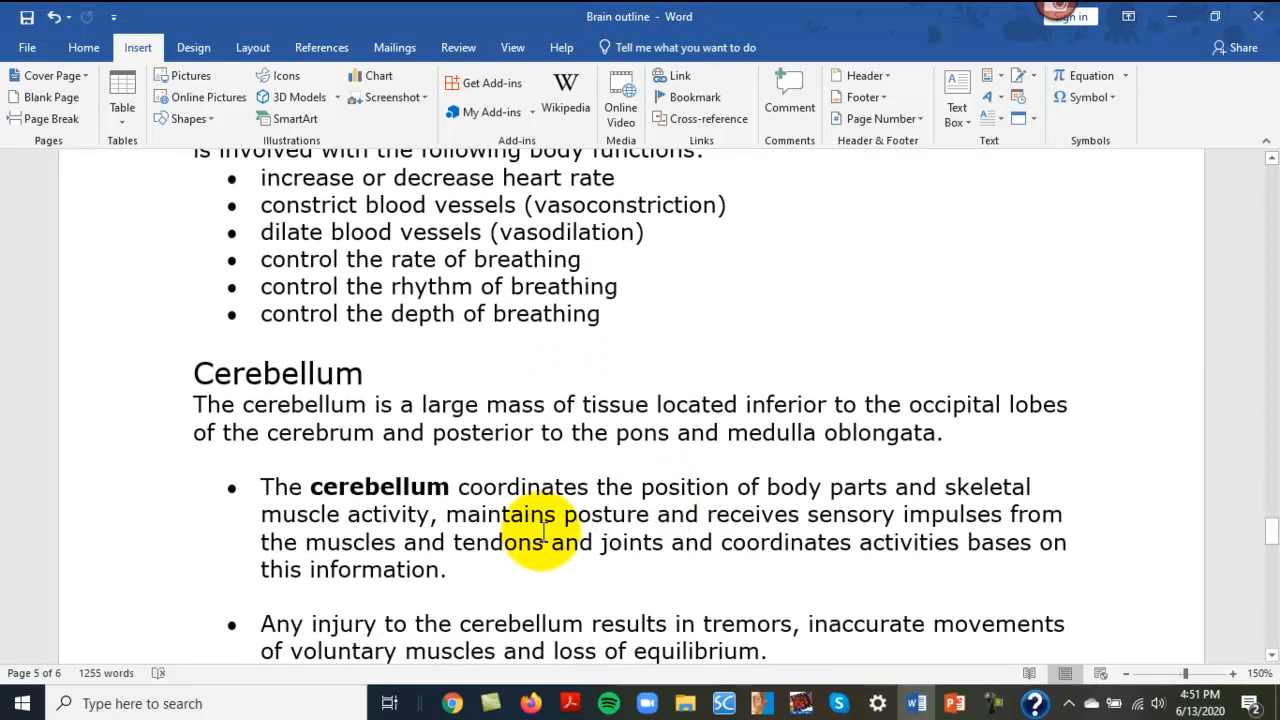 Brain outline - Word
Sign in
File Home Insert Design Layout References Mailings Review View Help Tell me what you want to do Share
Cover Page
Blank Page
Page Break
Pages
Table
Tables
Pictures
Online Pictures
Shapes
Icons
3D Models
SmartArt
Chart
Screenshot
Illustrations
Get Add-ins
My Add-ins
Wikipedia
Add-ins
Online Video
Media
Link
Bookmark
Cross-reference
Links
Comment
Comments
Header
Footer
Page Number
Header & Footer
Text Box
Text
Equation
Symbol
Symbols
is involved with the following body functions:
• increase or decrease heart rate
• constrict blood vessels (vasoconstriction)
• dilate blood vessels (vasodilation)
• control the rate of breathing
• control the rhythm of breathing
• control the depth of breathing
Cerebellum
The cerebellum is a large mass of tissue located inferior to the occipital lobes
of the cerebrum and posterior to the pons and medulla oblongata.
• The cerebellum coordinates the position of body parts and skeletal
muscle activity, maintains posture and receives sensory impulses from
the muscles and tendons and joints and coordinates activities bases on
this information.
• Any injury to the cerebellum results in tremors, inaccurate movements
of voluntary muscles and loss of equilibrium.
Page 5 of 6 1255 words 150%
Type here to search
4:51 PM
6/13/2020